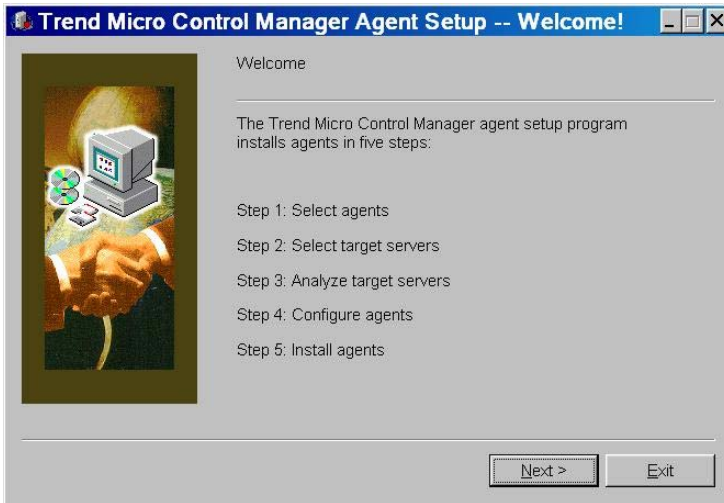 Trend Micro Control Manager Agent Setup -- Welcome!
Welcome
The Trend Micro Control Manager agent setup program
installs agents in five steps:
Step 1: Select agents
Step 2: Select target servers
Step 3: Analyze target servers
Step 4: Configure agents
Step 5: Install agents
Next >
Exit